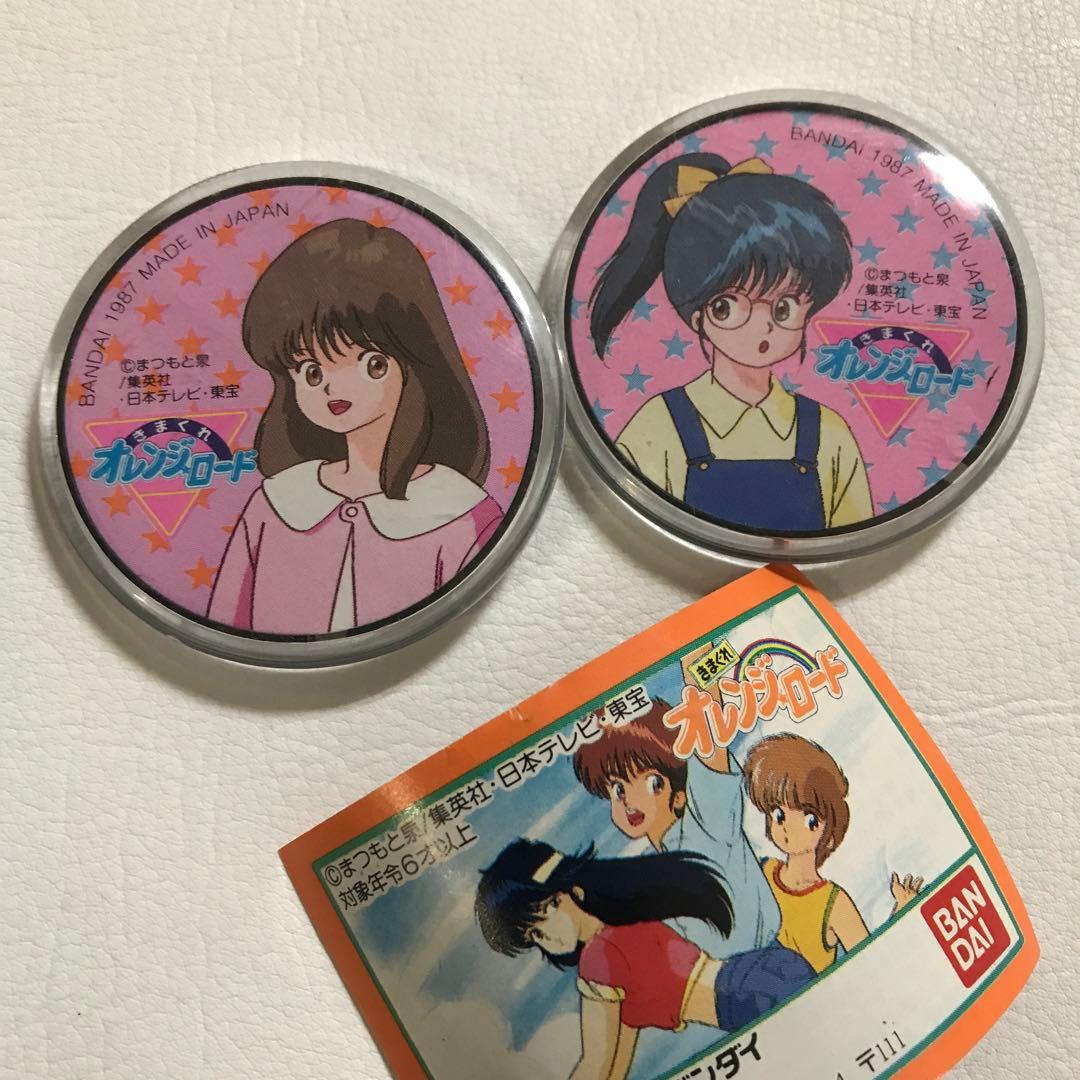 BANDAI 1987 MADE IN JAPAN
©まつもと泉
/集英社
・日本テレビ・東宝
きまぐれ
オレンジ★ロード
BANDAI 1987 MADE IN JAPAN
©まつもと泉
/集英社
・日本テレビ・東宝
きまぐれ
オレンジ★ロード
きまぐれ
オレンジ★ロード
©まつもと泉/集英社・日本テレビ・東宝
対象年令6才以上
BAN
DAI
バンダイ
〒111